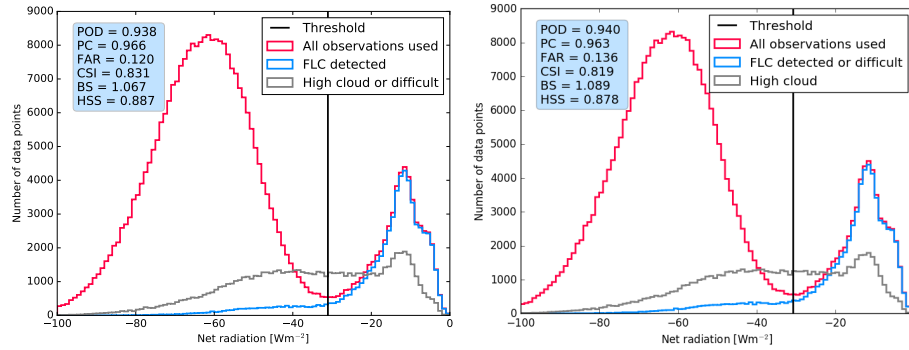 POD = 0.938
PC = 0.966
FAR = 0.120
CSI = 0.831
BS = 1.067
HSS = 0.887
Threshold
All observations used
FLC detected
High cloud or difficult
Number of data points
9000
8000
7000
6000
5000
4000
3000
2000
1000
0
−100 −80 −60 −40 −20 0
Net radiation [Wm⁻²]
POD = 0.940
PC = 0.963
FAR = 0.136
CSI = 0.819
BS = 1.089
HSS = 0.878
Threshold
All observations used
FLC detected or difficult
High cloud
Number of data points
9000
8000
7000
6000
5000
4000
3000
2000
1000
0
−100 −80 −60 −40 −20
Net radiation [Wm⁻²]